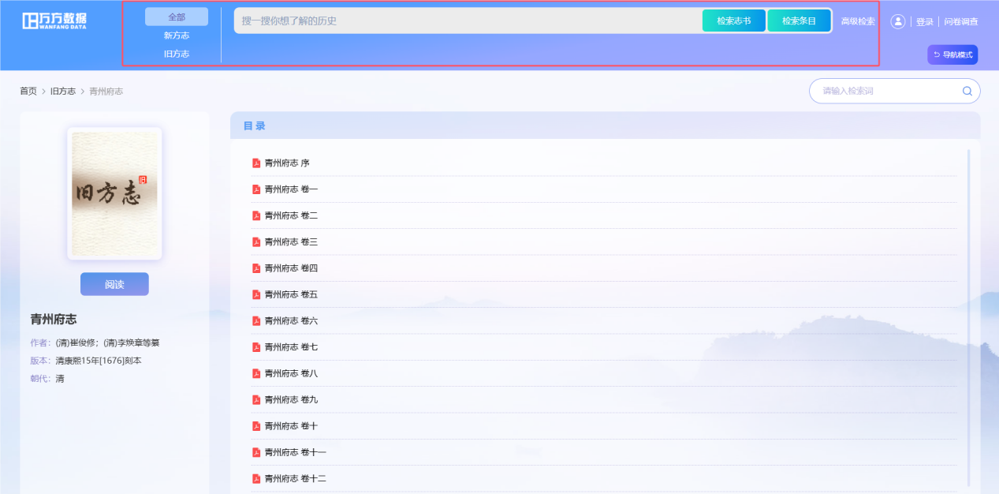 旧万方数据
WANFANG DATA
全部
新方志
旧方志
搜一搜你想了解的历史
检索志书
检索条目
高级检索
登录
问卷调查
导航模式
首页 > 旧方志 > 青州府志
请输入检索词
旧方志
旧
阅读
青州府志
作者：(清)崔俊修；(清)李焕章等纂
版本：清康熙15年[1676]刻本
朝代：清
目录
青州府志 序
青州府志 卷一
青州府志 卷二
青州府志 卷三
青州府志 卷四
青州府志 卷五
青州府志 卷六
青州府志 卷七
青州府志 卷八
青州府志 卷九
青州府志 卷十
青州府志 卷十一
青州府志 卷十二